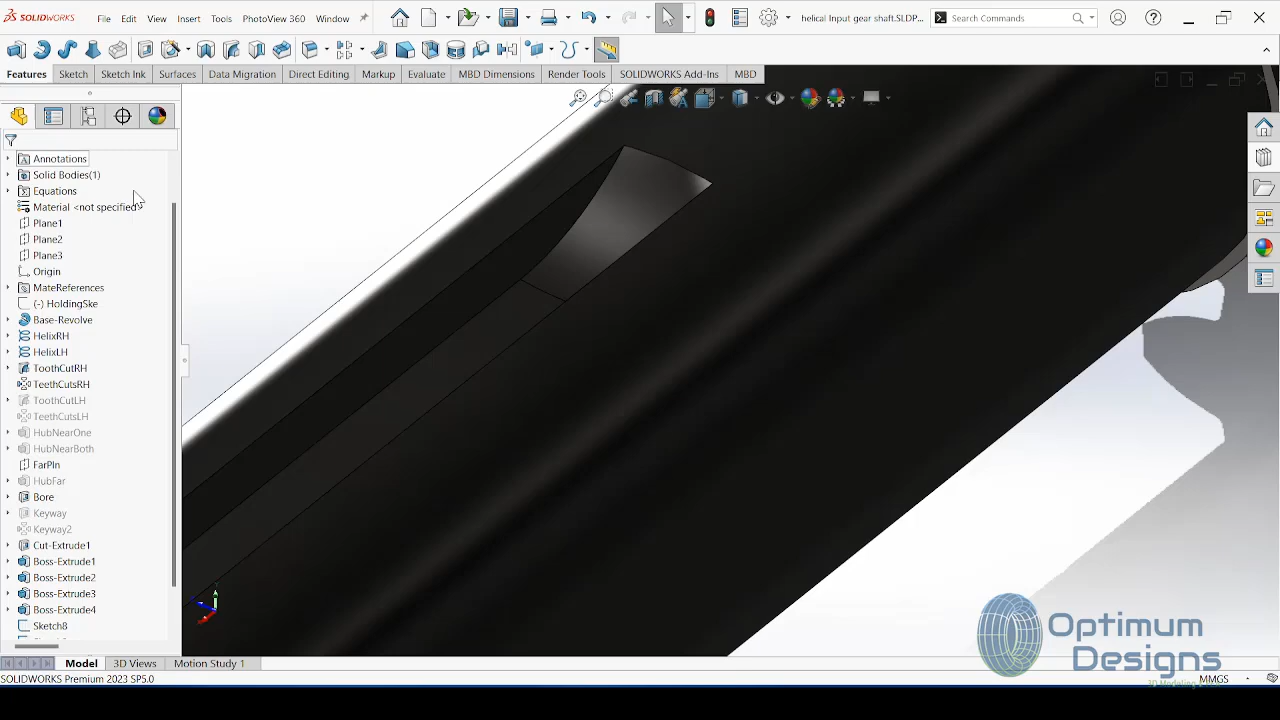 SOLIDWORKS File Edit View Insert Tools PhotoView 360 Window helical Input gear shaft.SLDP... Search Commands
Features Sketch Sketch Ink Surfaces Data Migration Direct Editing Markup Evaluate MBD Dimensions Render Tools SOLIDWORKS Add-Ins MBD
Annotations
Solid Bodies(1)
Equations
Material <not specified>
Plane1
Plane2
Plane3
Origin
MateReferences
(-) HoldingSke
Base-Revolve
HelixRH
HelixLH
ToothCutRH
TeethCutsRH
ToothCutLH
TeethCutsLH
HubNearOne
HubNearBoth
FarPln
HubFar
Bore
Keyway
Keyway2
Cut-Extrude1
Boss-Extrude1
Boss-Extrude2
Boss-Extrude3
Boss-Extrude4
Sketch8
Optimum
Designs
Model 3D Views Motion Study 1
SOLIDWORKS Premium 2023 SP5.0 MMGS